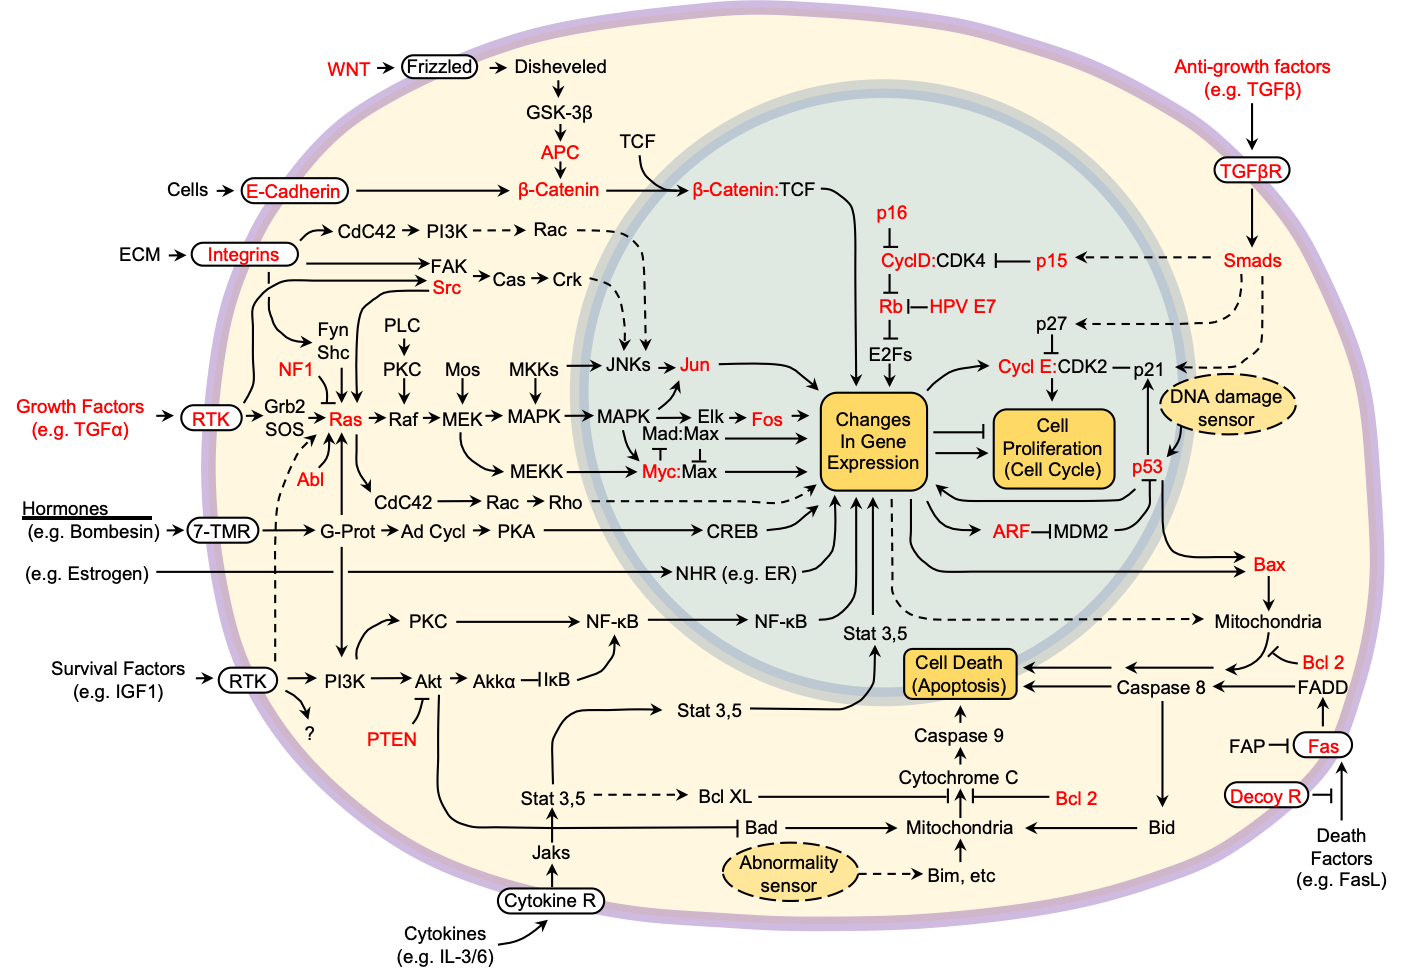 WNT
Frizzled
Disheveled
GSK-3β
APC
TCF
Anti-growth factors
(e.g. TGFβ)
TGFβR
Cells
E-Cadherin
β-Catenin
β-Catenin:TCF
p16
CdC42
PI3K
Rac
ECM
Integrins
FAK
Src
Cas
Crk
CyclD:CDK4
p15
Smads
Rb
HPV E7
p27
E2Fs
Fyn
Shc
PLC
NF1
PKC
Mos
MKKs
JNKs
Jun
Cycl E:CDK2
p21
Growth Factors
(e.g. TGFα)
RTK
Grb2
SOS
Ras
Raf
MEK
MAPK
MAPK
Elk
Fos
Mad:Max
Changes
In Gene
Expression
Cell
Proliferation
(Cell Cycle)
DNA damage
sensor
p53
Abl
MEKK
Myc:Max
CdC42
Rac
Rho
Hormones
(e.g. Bombesin)
7-TMR
G-Prot
Ad Cycl
PKA
CREB
ARF
MDM2
(e.g. Estrogen)
NHR (e.g. ER)
Bax
PKC
NF-κB
NF-κB
Stat 3,5
Mitochondria
Survival Factors
(e.g. IGF1)
RTK
PI3K
Akt
Akkα
IκB
Cell Death
(Apoptosis)
Bcl 2
Caspase 8
FADD
?
PTEN
Stat 3,5
Caspase 9
FAP
Fas
Cytochrome C
Stat 3,5
Bcl XL
Bcl 2
Decoy R
Bad
Mitochondria
Bid
Death
Factors
(e.g. FasL)
Jaks
Abnormality
sensor
Bim, etc
Cytokine R
Cytokines
(e.g. IL-3/6)